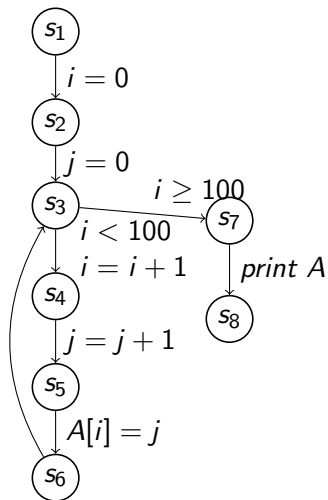 s1
i = 0
s2
j = 0
s3
i ≥ 100
s7
i < 100
i = i + 1
print A
s4
s8
j = j + 1
s5
A[i] = j
s6